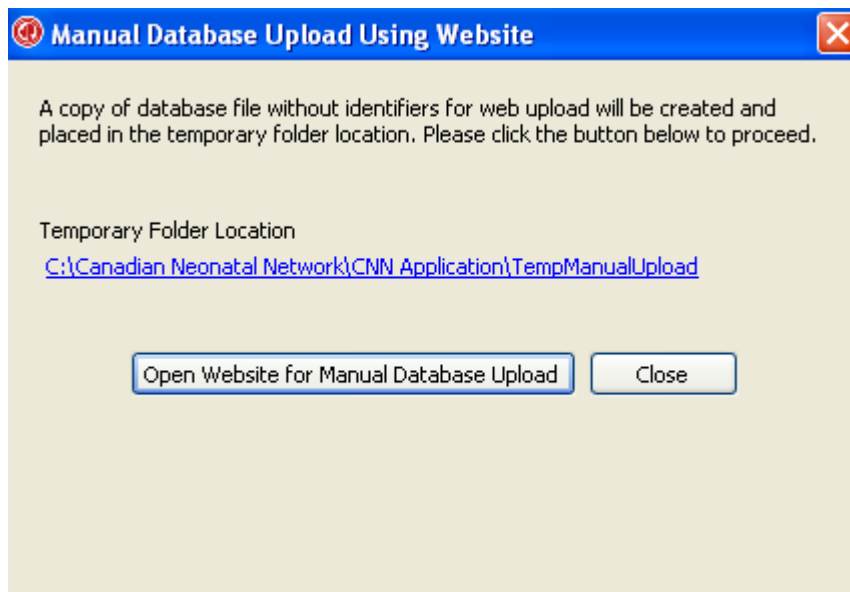 Manual Database Upload Using Website
A copy of database file without identifiers for web upload will be created and
placed in the temporary folder location. Please click the button below to proceed.
Temporary Folder Location
C:\Canadian Neonatal Network\CNN Application\TempManualUpload
Open Website for Manual Database Upload
Close